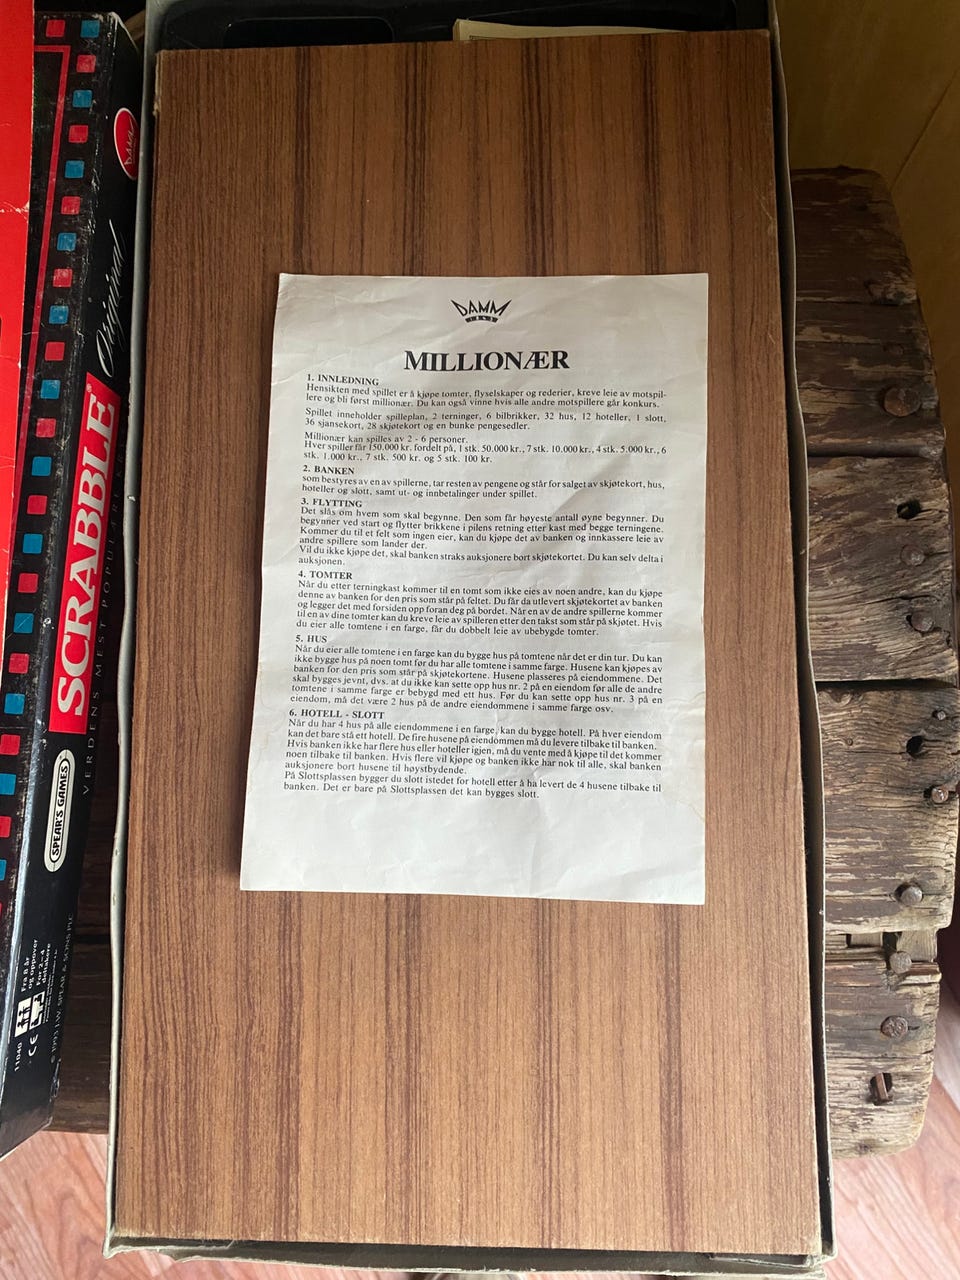 DAMM
1843
MILLIONÆR
1. INNLEDNING
Hensikten med spillet er å kjøpe tomter, flyselskaper og rederier, kreve leie av motspil-
lere og bli først millionær. Du kan også vinne hvis alle andre motspillere går konkurs.
Spillet inneholder spilleplan, 2 terninger, 6 bilbrikker, 32 hus, 12 hoteller, 1 slott,
36 sjansekort, 28 skjøtekort og en bunke pengesedler.
Millionær kan spilles av 2 - 6 personer.
Hver spiller får 150.000 kr. fordelt på, 1 stk. 50.000 kr., 7 stk. 10.000 kr., 4 stk. 5.000 kr., 6
stk. 1.000 kr., 7 stk. 500 kr. og 5 stk. 100 kr.
2. BANKEN
som bestyres av en av spillerne, tar resten av pengene og står for salget av skjøtekort, hus,
hoteller og slott, samt ut- og innbetalinger under spillet.
3. FLYTTING
Det slås om hvem som skal begynne. Den som får høyeste antall øyne begynner. Du
begynner ved start og flytter brikkene i pilens retning etter kast med begge terningene.
Kommer du til et felt som ingen eier, kan du kjøpe det av banken og innkassere leie av
andre spillere som lander der.
Vil du ikke kjøpe det, skal banken straks auksjonere bort skjøtekortet. Du kan selv delta i
auksjonen.
4. TOMTER
Når du etter terningkast kommer til en tomt som ikke eies av noen andre, kan du kjøpe
denne av banken for den pris som står på feltet. Du får da utlevert skjøtekortet av banken
og legger det med forsiden opp foran deg på bordet. Når en av de andre spillerne kommer
til en av dine tomter kan du kreve leie av spilleren etter den takst som står på skjøtet. Hvis
du eier alle tomtene i en farge, får du dobbelt leie av ubebygde tomter.
5. HUS
Når du eier alle tomtene i en farge kan du bygge hus på tomtene når det er din tur. Du kan
ikke bygge hus på noen tomt før du har alle tomtene i samme farge. Husene kan kjøpes av
banken for den pris som står på skjøtekortene. Husene plasseres på eiendommene. Det
skal bygges jevnt, dvs. at du ikke kan sette opp hus nr. 2 på en eiendom før alle de andre
tomtene i samme farge er bebygd med ett hus. Før du kan sette opp hus nr. 3 på en
eiendom, må det være 2 hus på de andre eiendommene i samme farge osv.
6. HOTELL - SLOTT
Når du har 4 hus på alle eiendommene i en farge, kan du bygge hotell. På hver eiendom
kan det bare stå ett hotell. De fire husene på eiendommen må du levere tilbake til banken.
Hvis banken ikke har flere hus eller hoteller igjen, må du vente med å kjøpe til det kommer
noen tilbake til banken. Hvis flere vil kjøpe og banken ikke har nok til alle, skal banken
auksjonere bort husene til høystbydende.
På Slottsplassen bygger du slott istedet for hotell etter å ha levert de 4 husene tilbake til
banken. Det er bare på Slottsplassen det kan bygges slott.
DAMM
SCRABBLE
Original
VERDENS MEST POPULÆRE
SPEAR'S GAMES
11040
CE
Fra 8 år
og oppover
For 2-4
deltakere
© 1993 J.W. SPEAR & SONS PLC